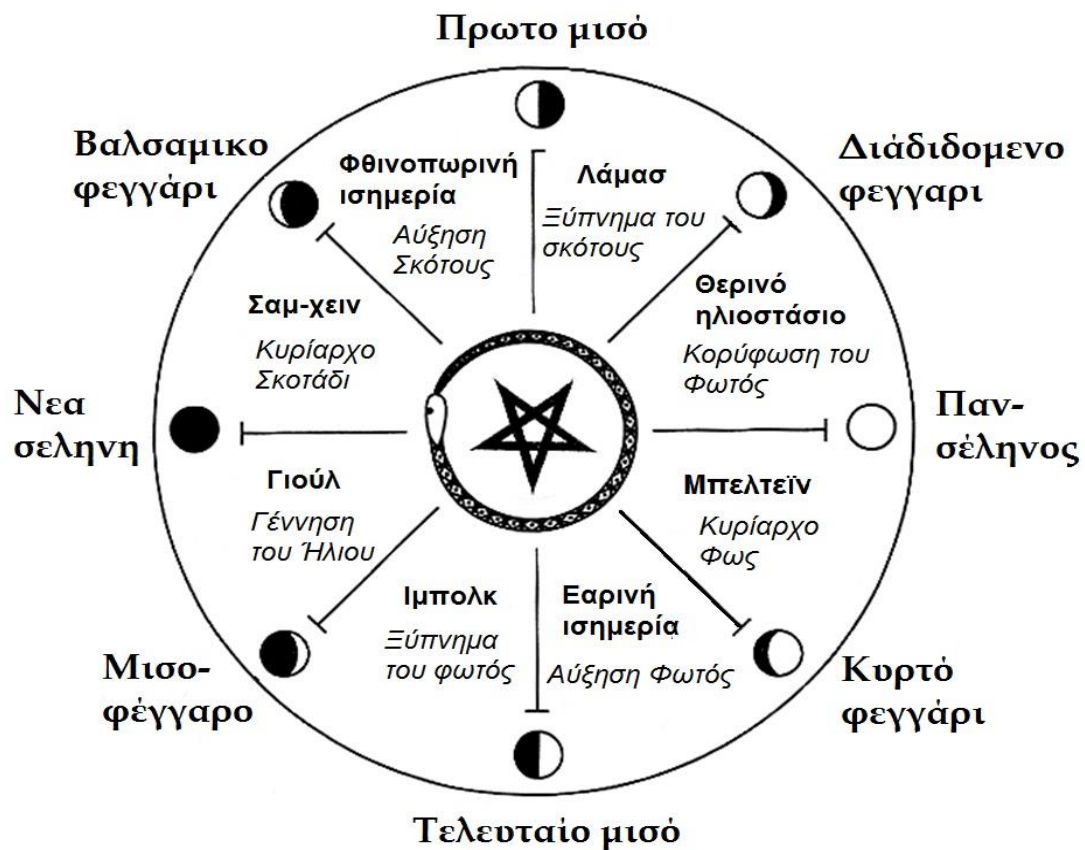 Πρωτο μισό
Διάδιδομενο
φεγγαρι
Παν-
σέληνος
Κυρτό
φεγγάρι
Τελευταίο μισό
Μισο-
φέγγαρο
Νεα
σεληνη
Βαλσαμικο
φεγγάρι
Φθινοπωρινή
ισημερία
Αύξηση
Σκότους
Λάμασ
Ξύπνημα του
σκότους
Θερινό
ηλιοστάσιο
Κορύφωση του
Φωτός
Μπελτεϊν
Κυρίαρχο
Φως
Εαρινή
ισημερία
Αύξηση Φωτός
Ιμπολκ
Ξύπνημα
του φωτός
Γιούλ
Γέννηση
του Ήλιου
Σαμ-χειν
Κυρίαρχο
Σκοτάδι